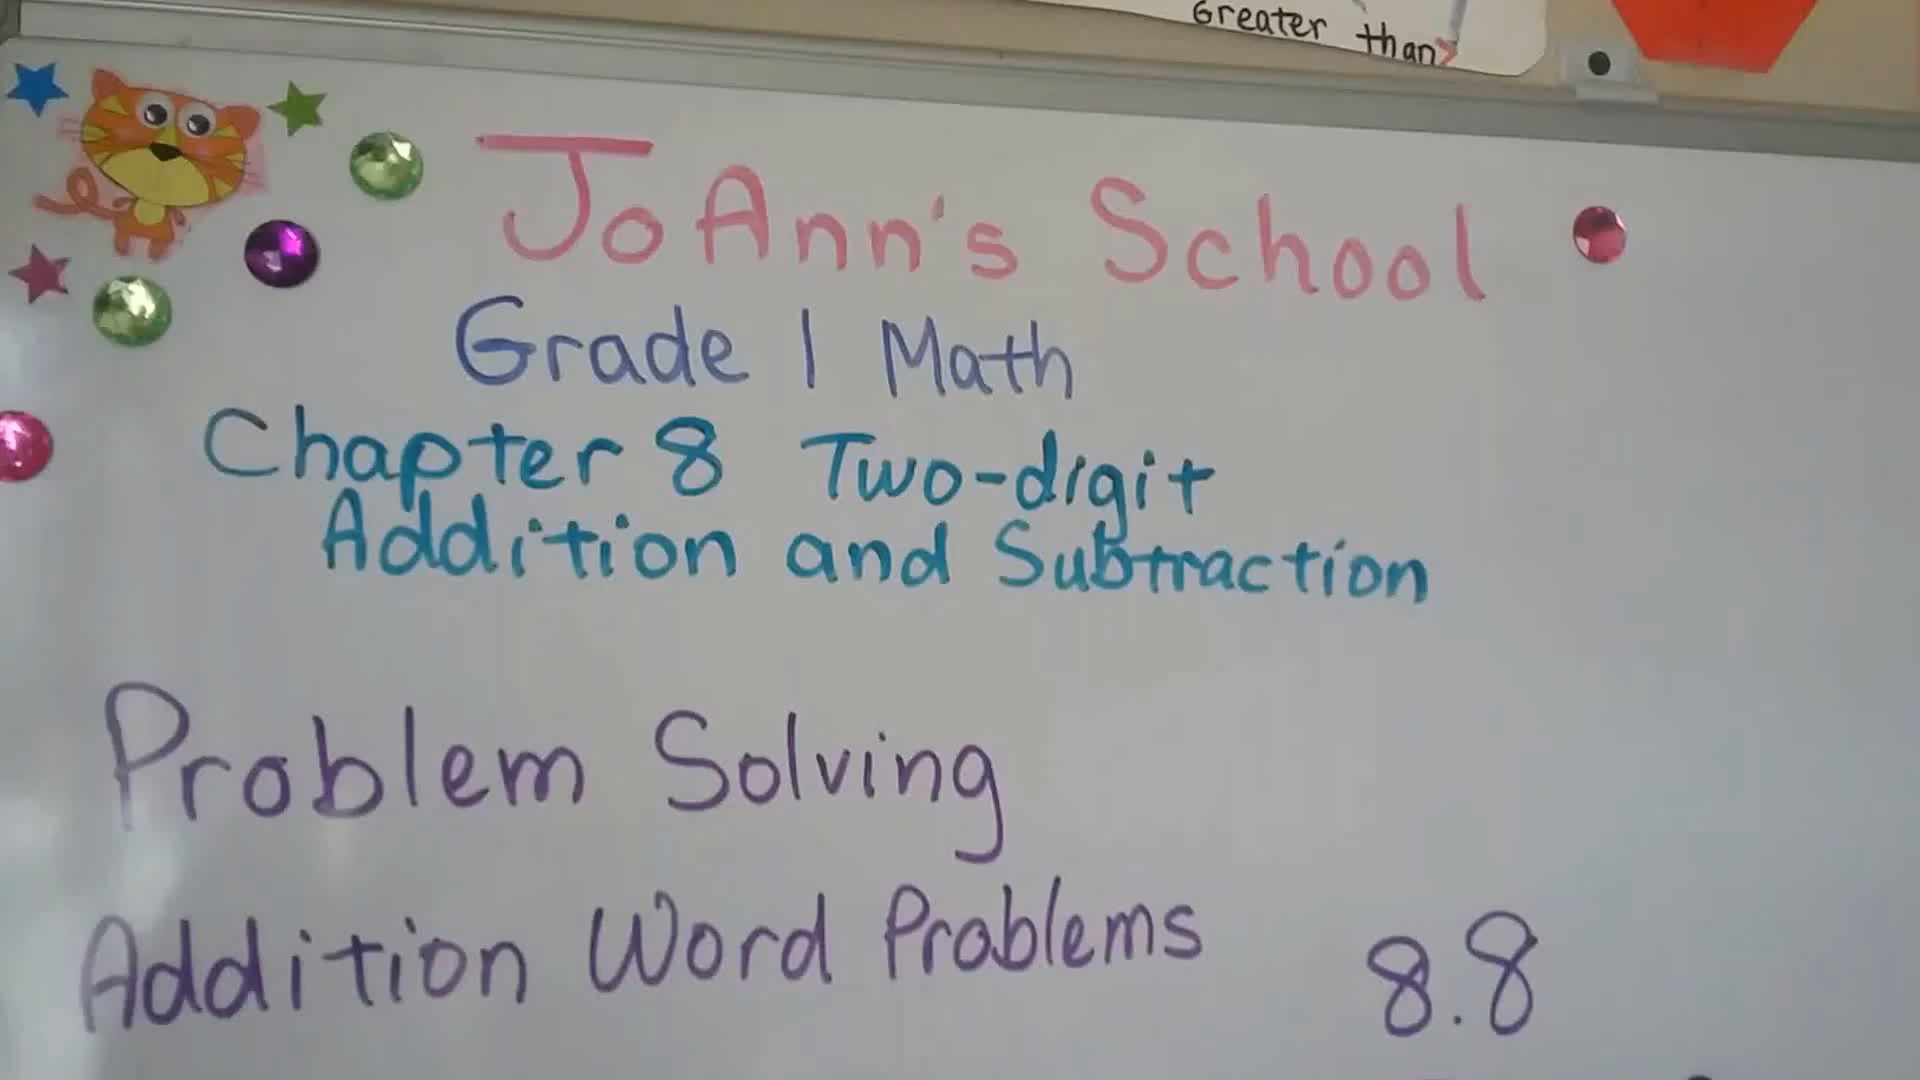 Greater than>
JoAnn's School
Grade 1 Math
Chapter 8 Two-digit
Addition and Subtraction
Problem Solving
Addition Word Problems 8.8